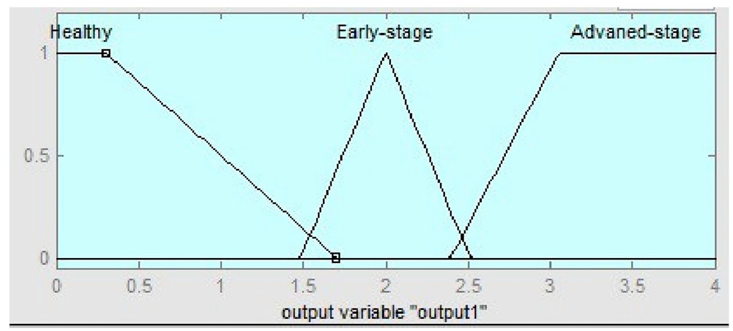 Healthy Early-stage Advaned-stage
1
0.5
0
0 0.5 1 1.5 2 2.5 3 3.5 4
output variable "output1"